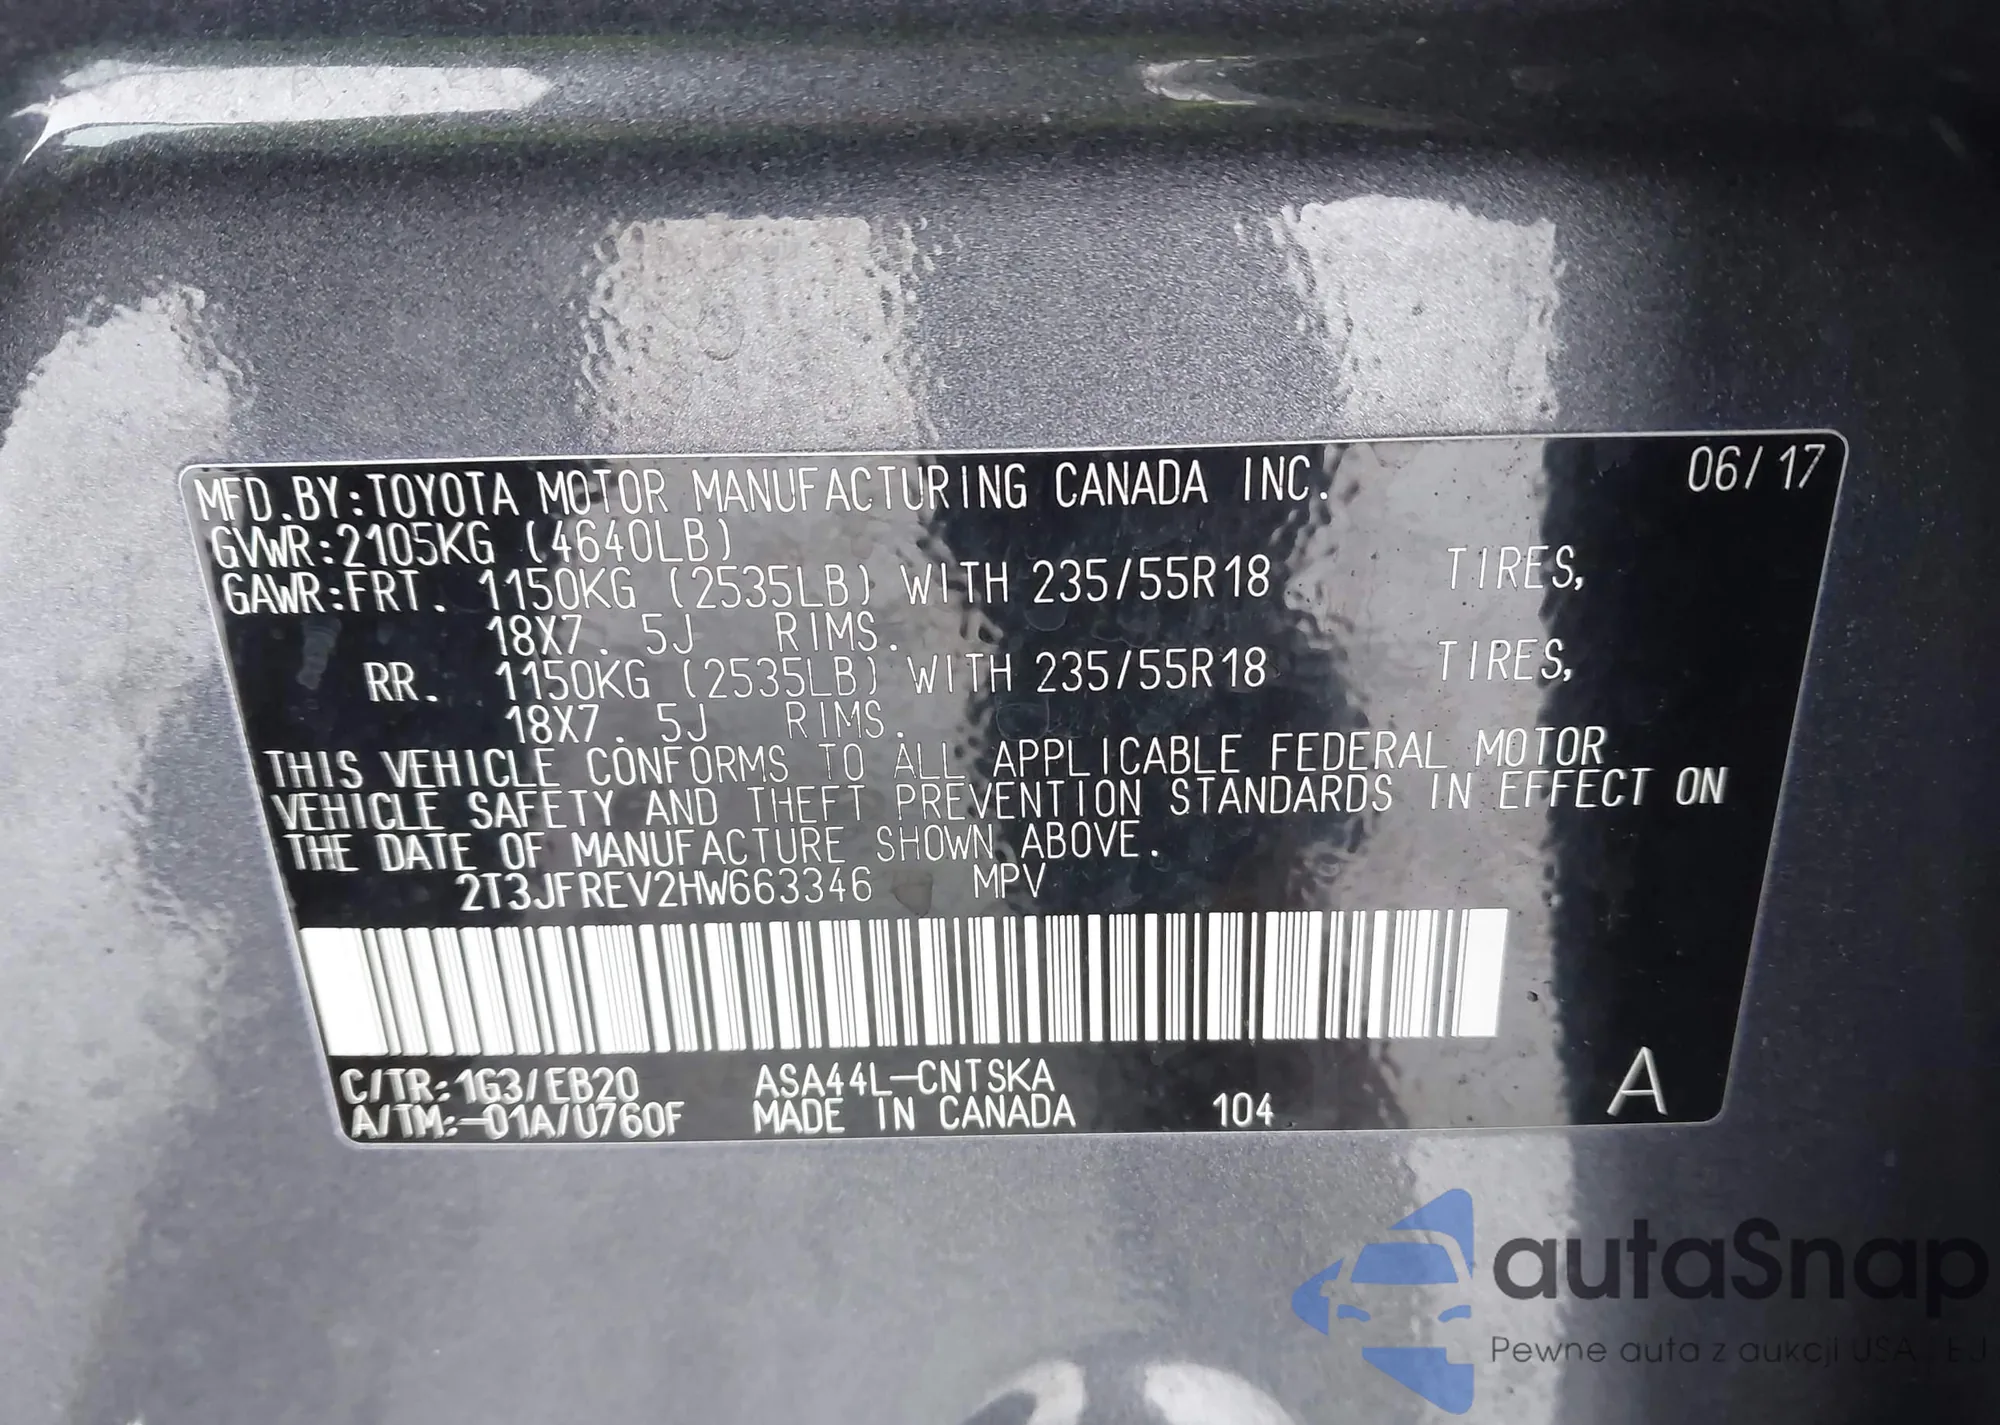 MFD.BY:TOYOTA MOTOR MANUFACTURING CANADA INC. 06/17
GVWR:2105KG (4640LB)
GAWR:FRT. 1150KG (2535LB) WITH 235/55R18 TIRES,
18X7.5J RIMS.
RR. 1150KG (2535LB) WITH 235/55R18 TIRES,
18X7.5J RIMS.
THIS VEHICLE CONFORMS TO ALL APPLICABLE FEDERAL MOTOR
VEHICLE SAFETY AND THEFT PREVENTION STANDARDS IN EFFECT ON
THE DATE OF MANUFACTURE SHOWN ABOVE.
2T3JFREV2HW663346 MPV
C/TR:1G3/EB20 ASA44L-CNTSKA A
A/TM:-01A/U760F MADE IN CANADA 104
autaSnap
Pewne auta z aukcji USA